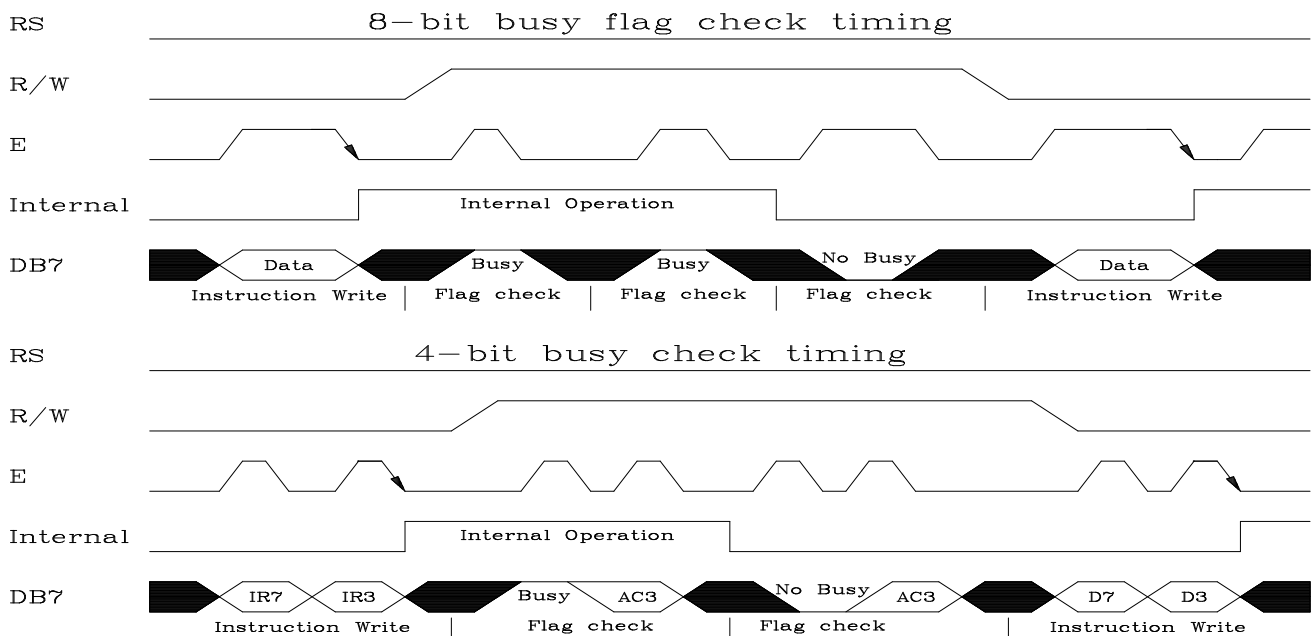 8-bit busy flag check timing
RS
R/W
E
Internal
Internal Operation
DB7
Data
Busy
Busy
No Busy
Data
Instruction Write
Flag check
Flag check
Flag check
Instruction Write
4-bit busy check timing
RS
R/W
E
Internal
Internal Operation
DB7
IR7
IR3
Busy
AC3
No Busy
AC3
D7
D3
Instruction Write
Flag check
Flag check
Instruction Write